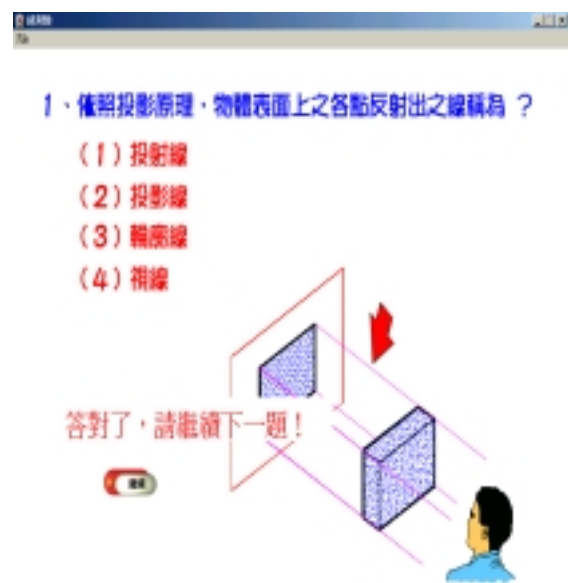 1、依照投影原理，物體表面上之各點反射出之線稱為 ？
（1）投射線
（2）投影線
（3）輪廓線
（4）視線
答對了，請繼續下一題！